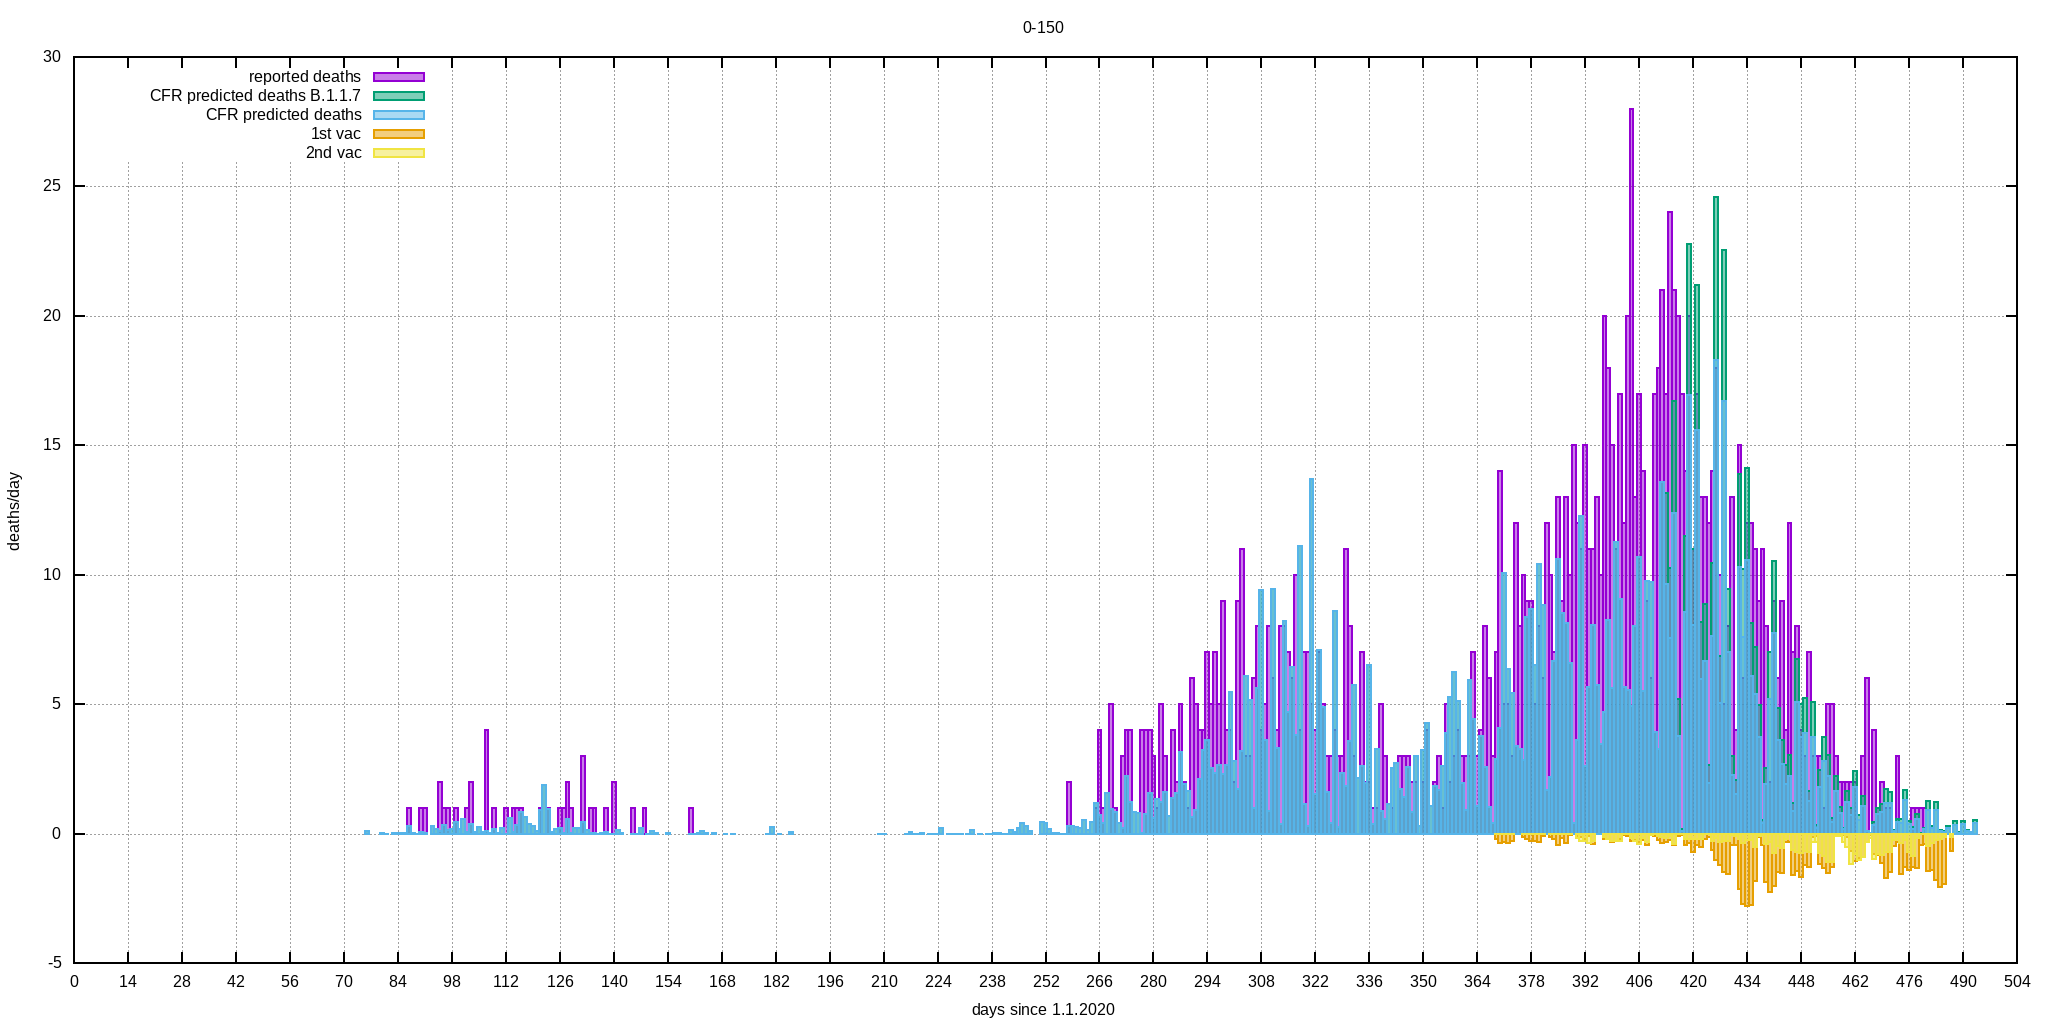 0-150
30
reported deaths
CFR predicted deaths B.1.1.7
CFR predicted deaths
1st vac
2nd vac
25
20
15
10
5
0
-5
deaths/day
0 14 28 42 56 70 84 98 112 126 140 154 168 182 196 210 224 238 252 266 280 294 308 322 336 350 364 378 392 406 420 434 448 462 476 490 504
days since 1.1.2020